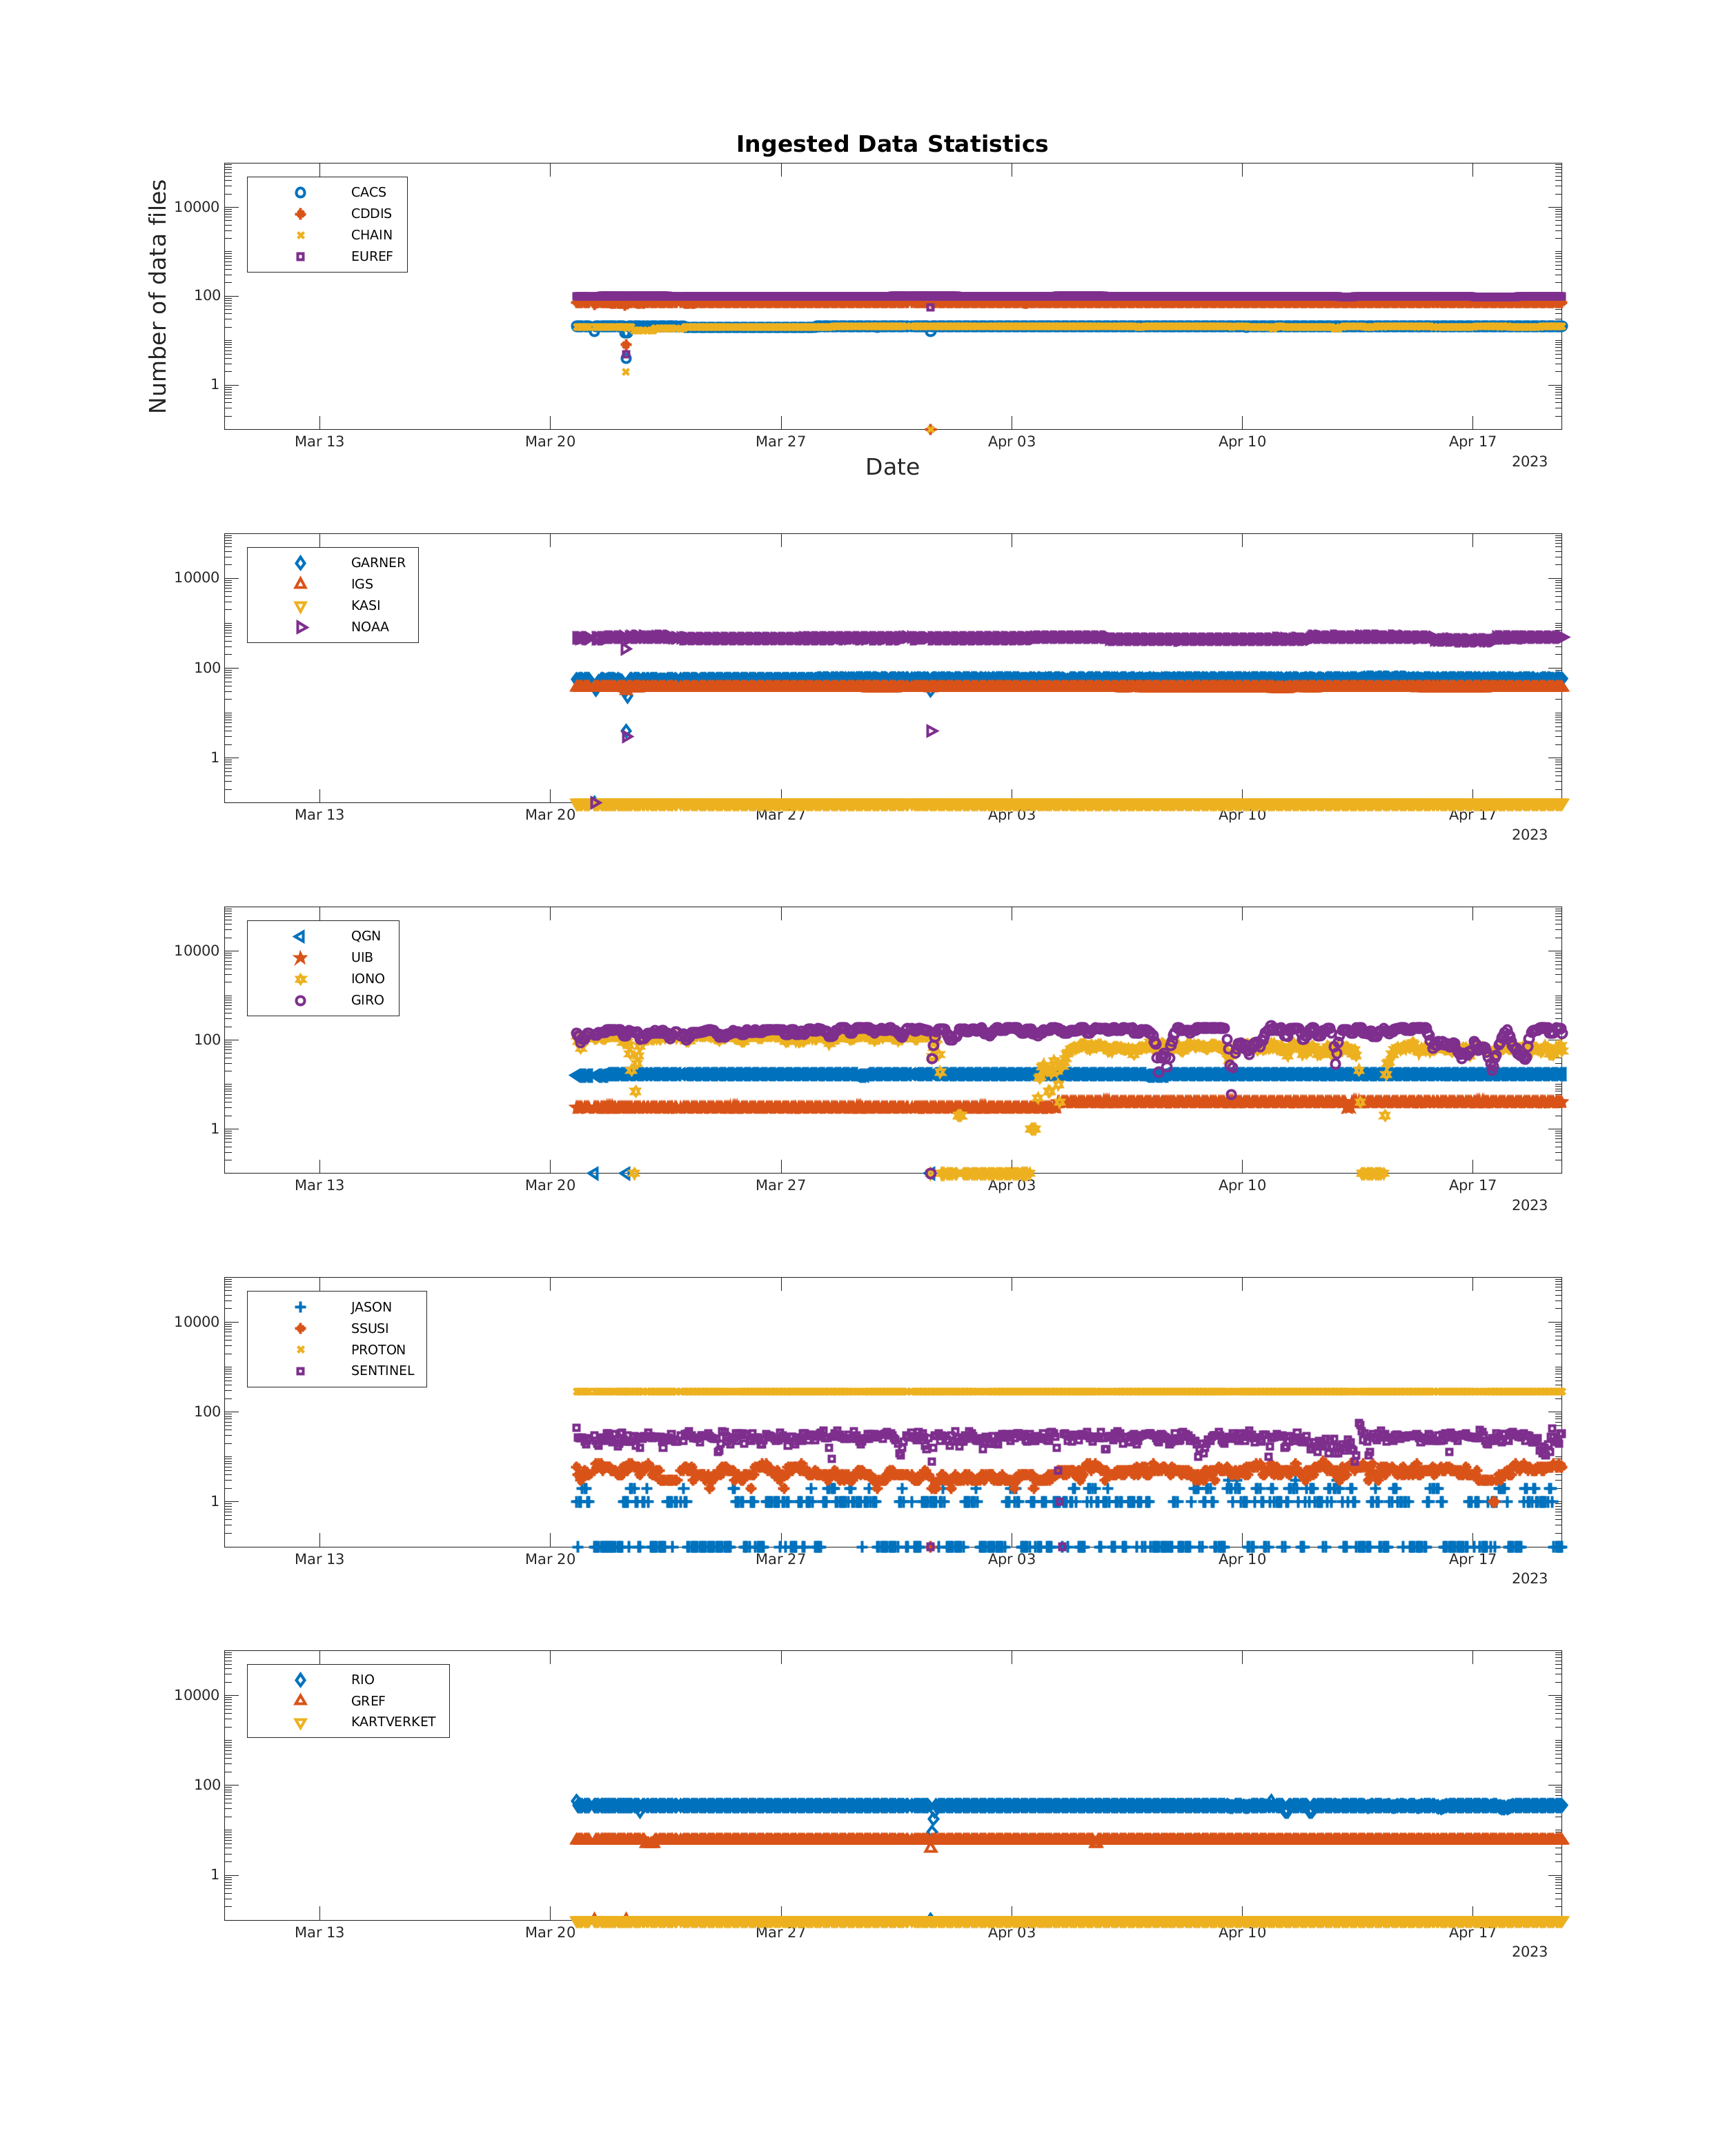 Ingested Data Statistics
Number of data files
CACS
CDDIS
CHAIN
EUREF
10000
100
1
Mar 13 Mar 20 Mar 27 Apr 03 Apr 10 Apr 17
2023
Date
GARNER
IGS
KASI
NOAA
10000
100
1
Mar 13 Mar 20 Mar 27 Apr 03 Apr 10 Apr 17
2023
QGN
UIB
IONO
GIRO
10000
100
1
Mar 13 Mar 20 Mar 27 Apr 03 Apr 10 Apr 17
2023
JASON
SSUSI
PROTON
SENTINEL
10000
100
1
Mar 13 Mar 20 Mar 27 Apr 03 Apr 10 Apr 17
2023
RIO
GREF
KARTVERKET
10000
100
1
Mar 13 Mar 20 Mar 27 Apr 03 Apr 10 Apr 17
2023